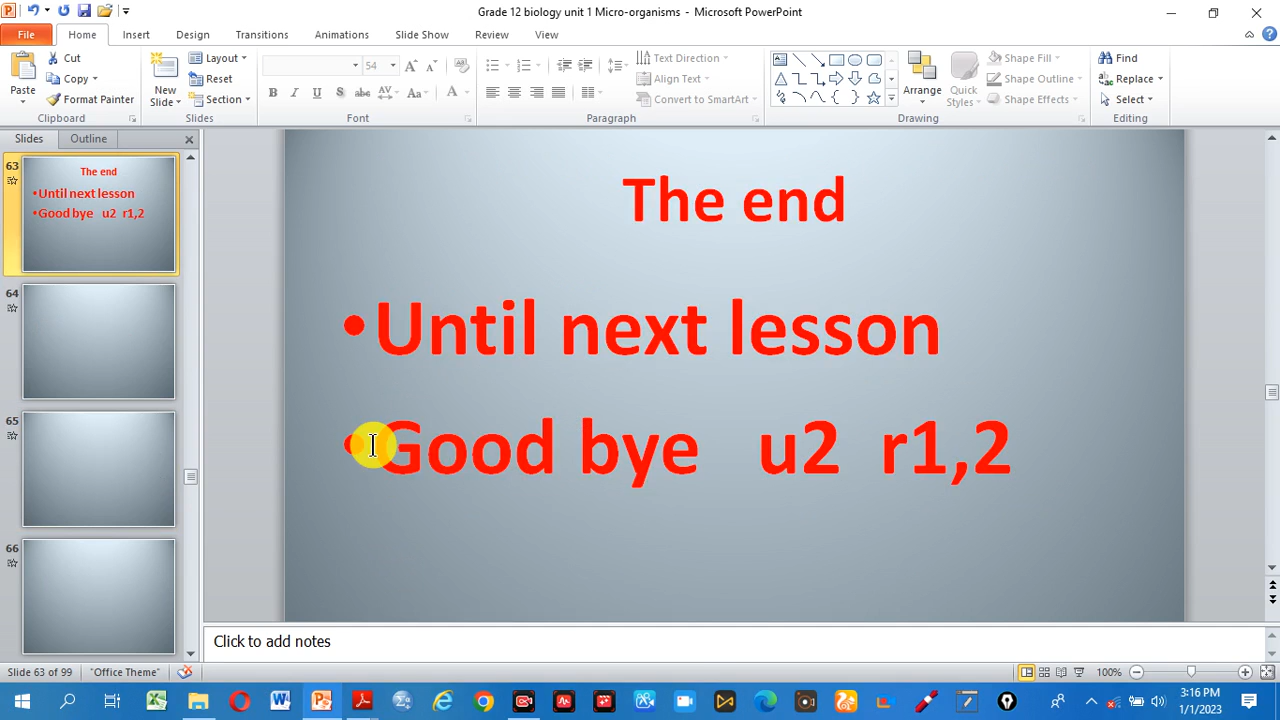 Grade 12 biology unit 1 Micro-organisms - Microsoft PowerPoint
File Home Insert Design Transitions Animations Slide Show Review View
Paste
Cut
Copy
Format Painter
Clipboard
New Slide
Layout
Reset
Section
Slides
54
B I U S abc AV Aa A
Font
Text Direction
Align Text
Convert to SmartArt
Paragraph
Arrange
Quick Styles
Shape Fill
Shape Outline
Shape Effects
Drawing
Find
Replace
Select
Editing
Slides Outline
63
The end
•Until next lesson
•Good bye u2 r1,2
64
65
66
The end
•Until next lesson
•Good bye u2 r1,2
Click to add notes
Slide 63 of 99 "Office Theme" 100%
3:16 PM
1/1/2023